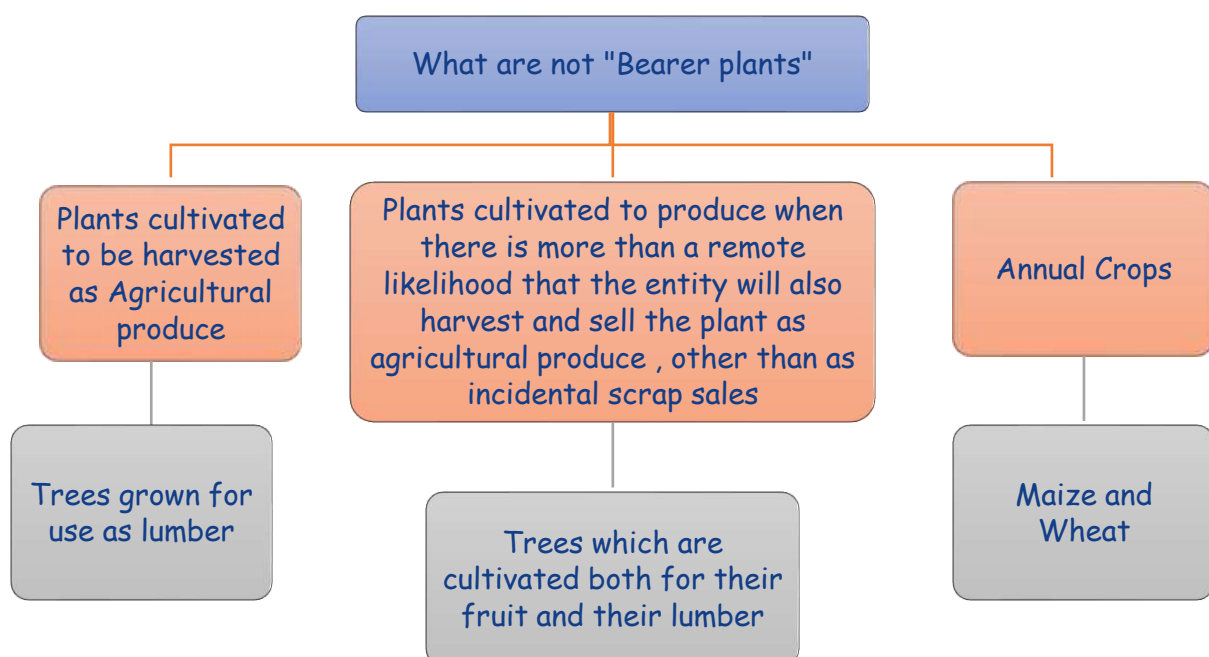 What are not "Bearer plants"
Plants cultivated
to be harvested
as Agricultural
produce
Plants cultivated to produce when
there is more than a remote
likelihood that the entity will also
harvest and sell the plant as
agricultural produce , other than as
incidental scrap sales
Annual Crops
Trees grown for
use as lumber
Trees which are
cultivated both for their
fruit and their lumber
Maize and
Wheat